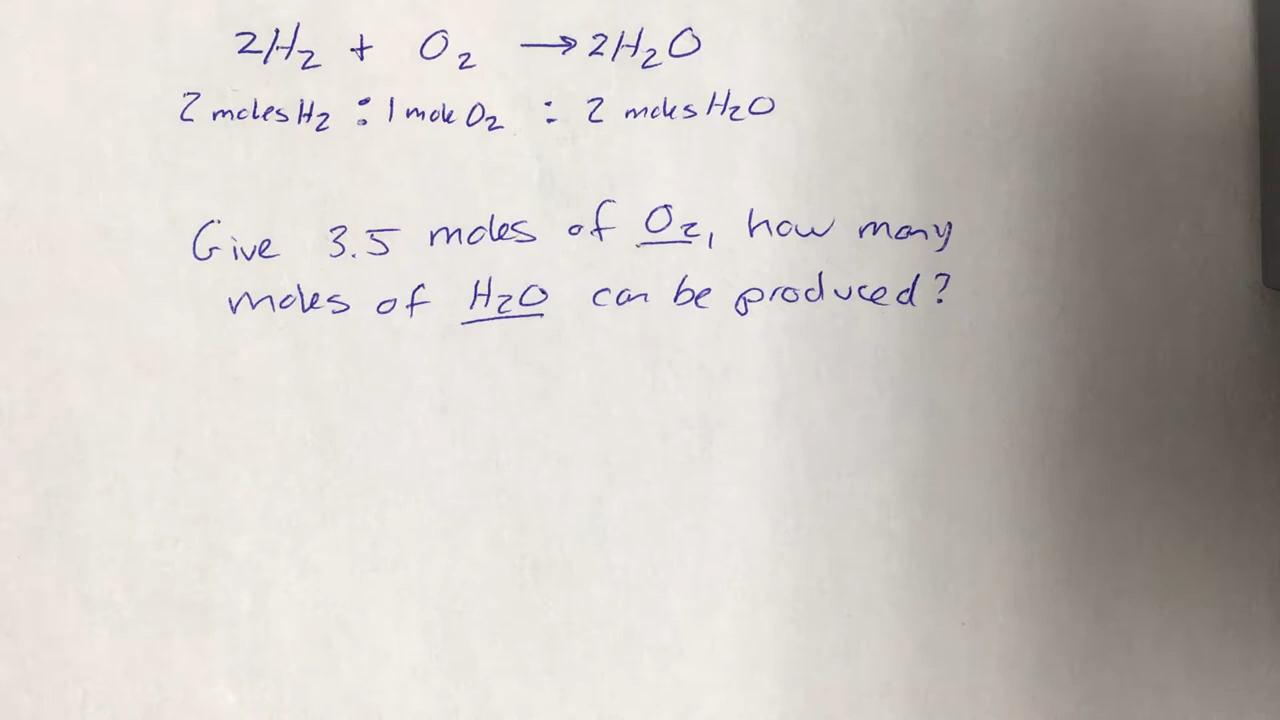 2H₂ + O₂ → 2H₂O
2 moles H₂ : 1 mole O₂ : 2 moles H₂O
Give 3.5 moles of O₂, how many
moles of H₂O can be produced?